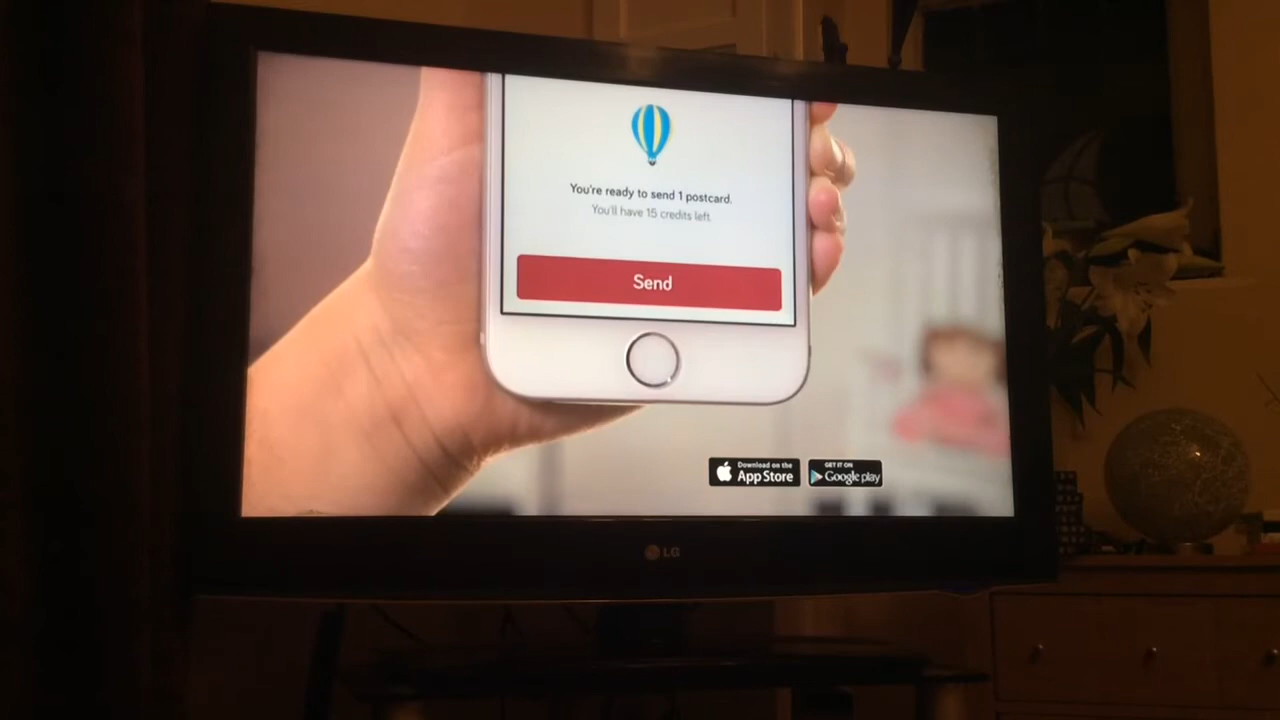 You're ready to send 1 postcard.
You'll have 15 credits left.
Send
Download on the
App Store
GET IT ON
Google play
LG